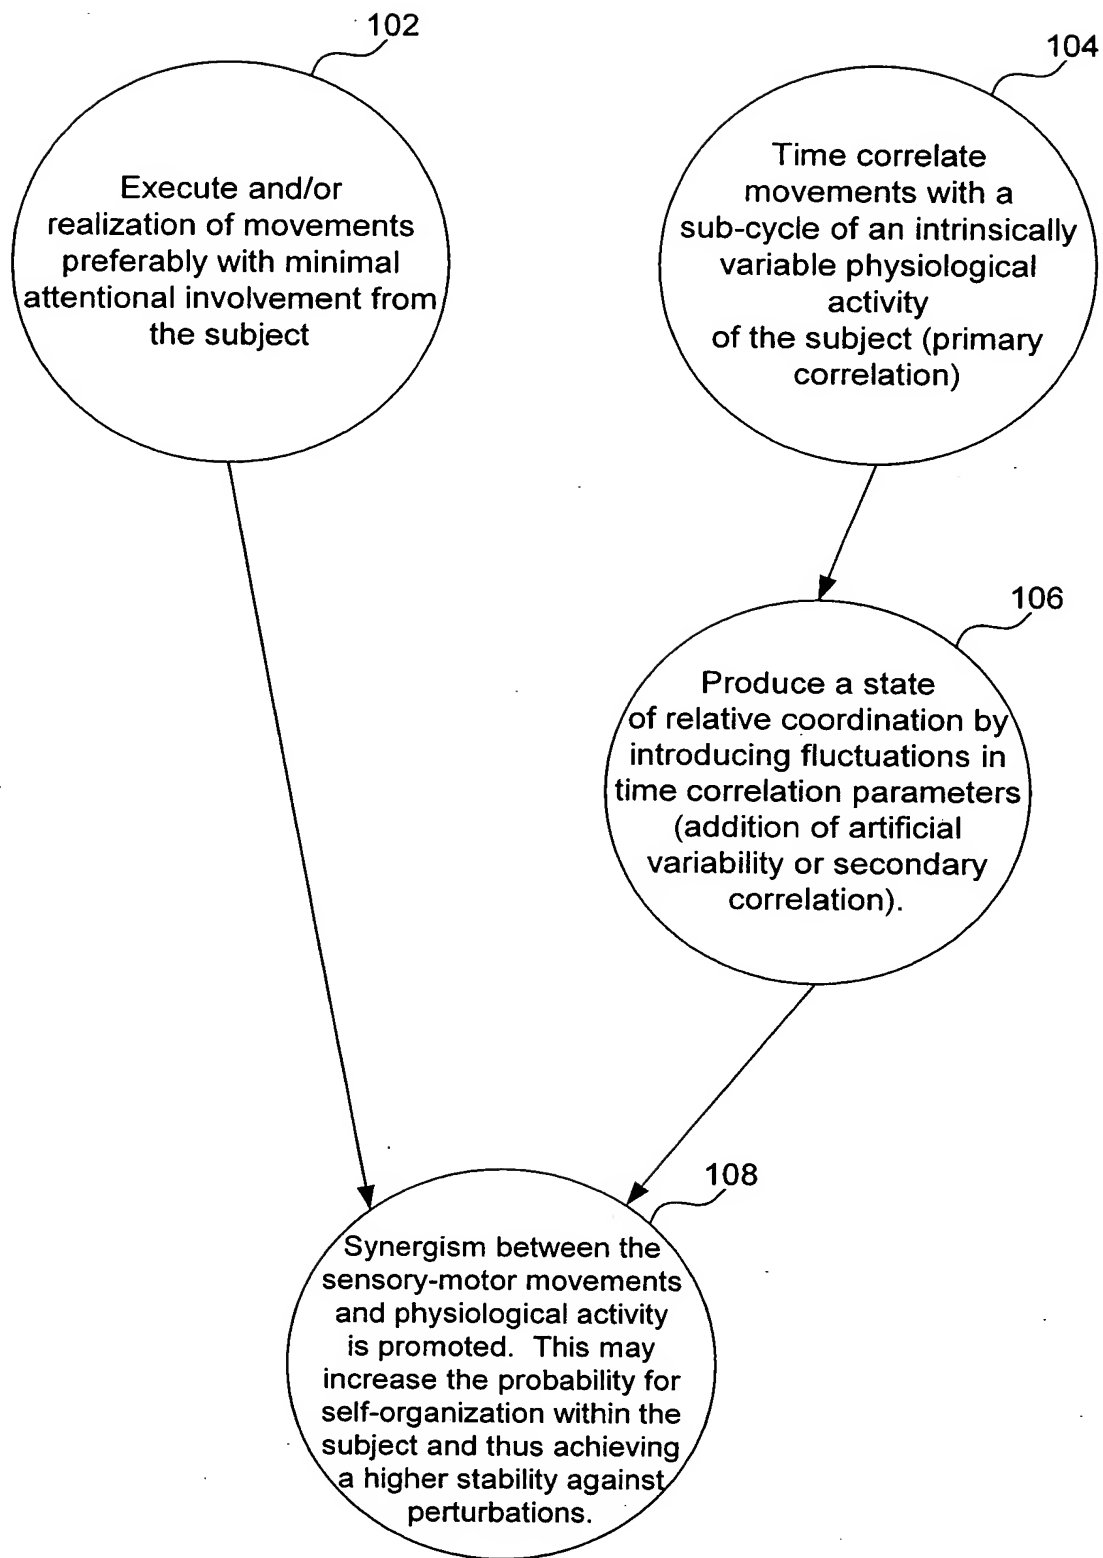 102
Execute and/or
realization of movements
preferably with minimal
attentional involvement from
the subject
104
Time correlate
movements with a
sub-cycle of an intrinsically
variable physiological
activity
of the subject (primary
correlation)
106
Produce a state
of relative coordination by
introducing fluctuations in
time correlation parameters
(addition of artificial
variability or secondary
correlation).
108
Synergism between the
sensory-motor movements
and physiological activity
is promoted. This may
increase the probability for
self-organization within the
subject and thus achieving
a higher stability against
perturbations.